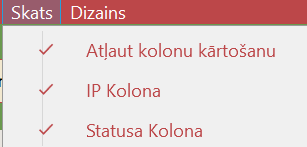 Skats Dizains
Atļaut kolonu kārtošanu
IP Kolona
Statusa Kolona